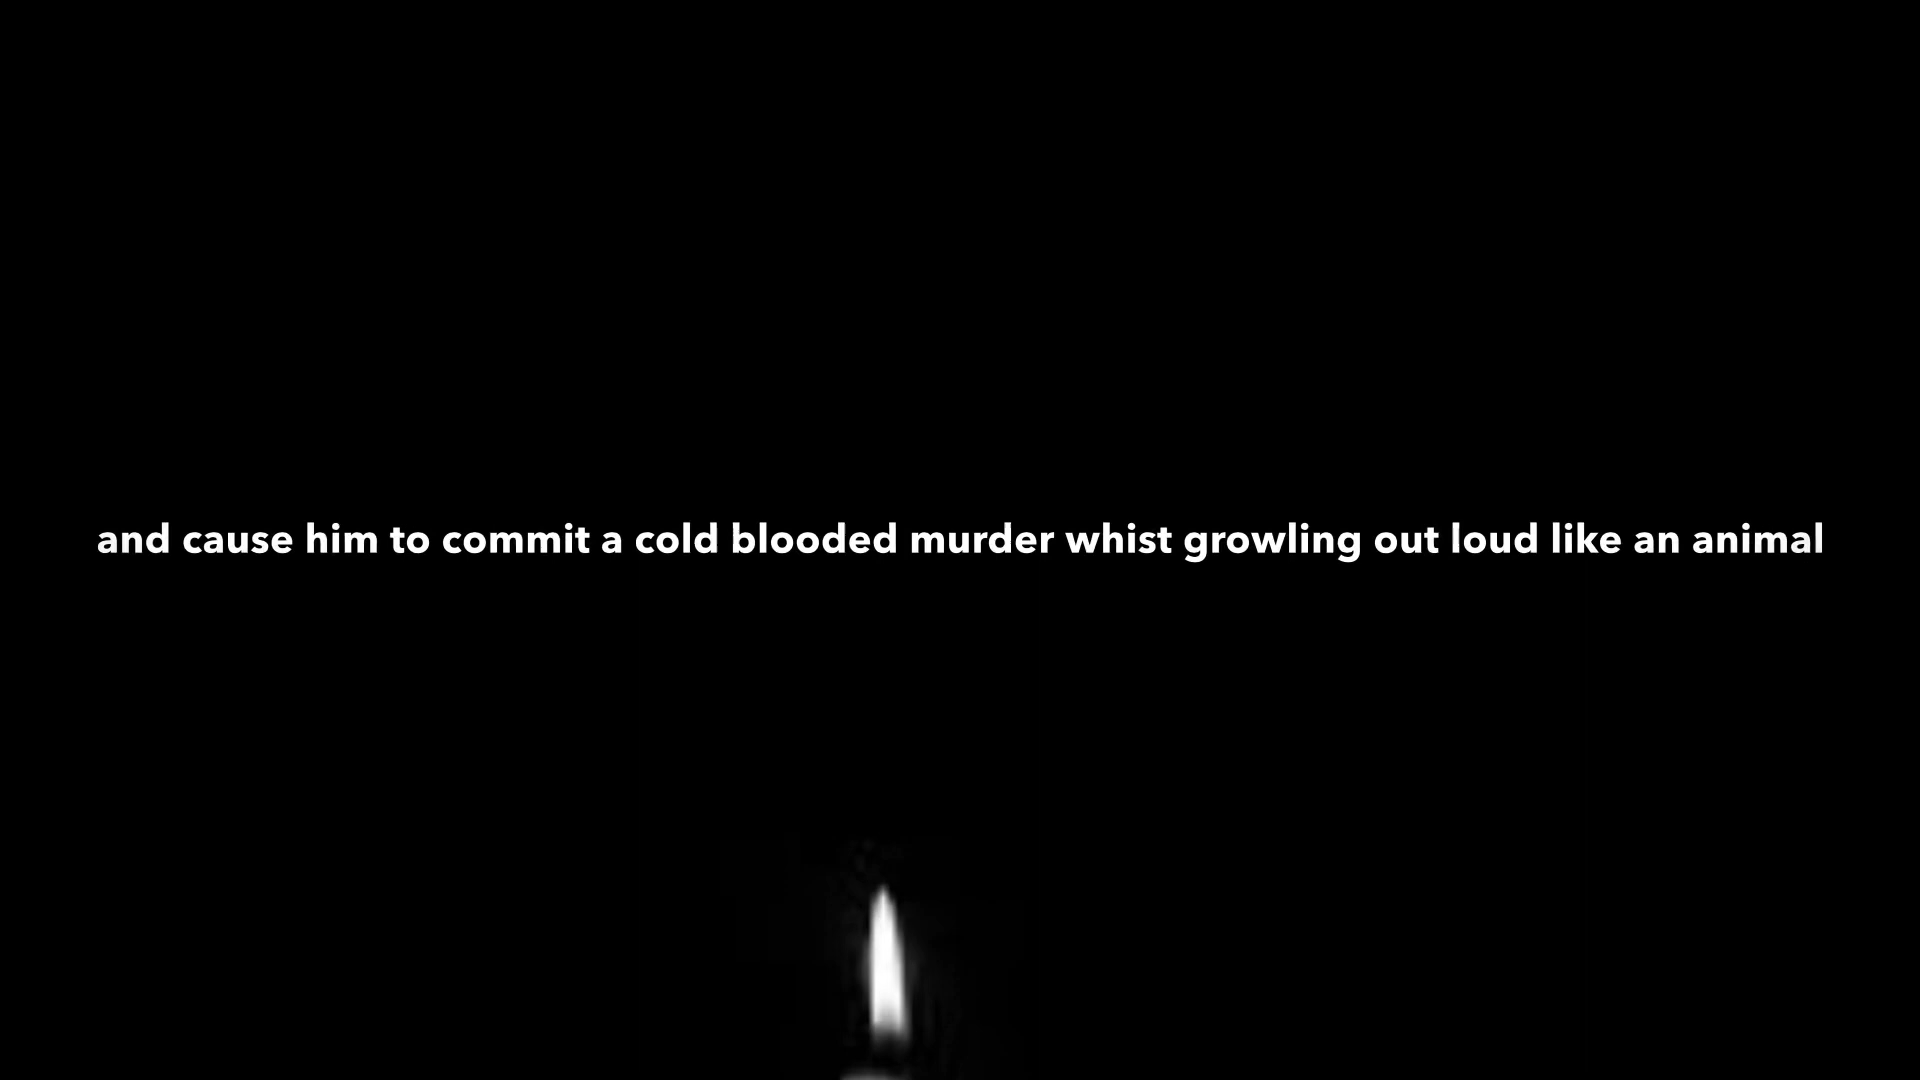 and cause him to commit a cold blooded murder whist growling out loud like an animal